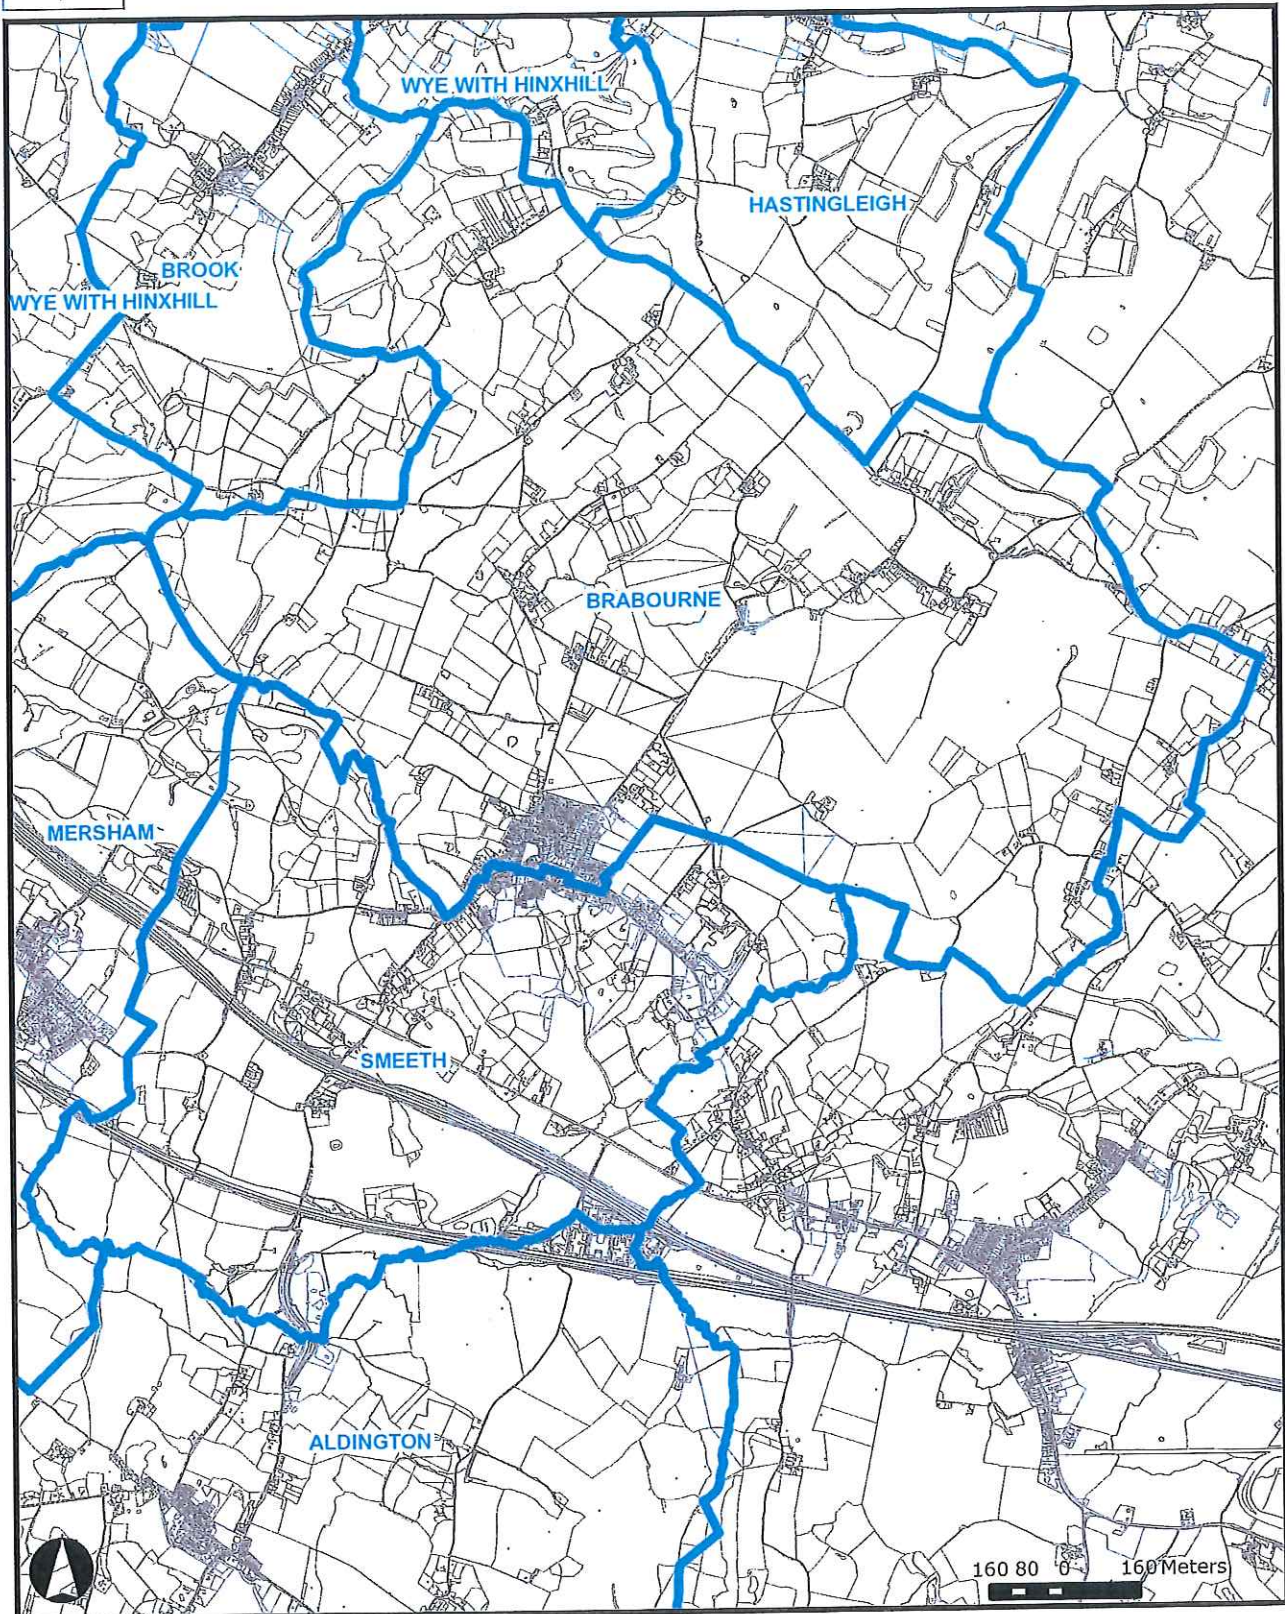 WYE WITH HINXHILL
HASTINGLEIGH
BROOK
WYE WITH HINXHILL
BRABOURNE
MERSHAM
SMEETH
ALDINGTON
160 80 0 160 Meters